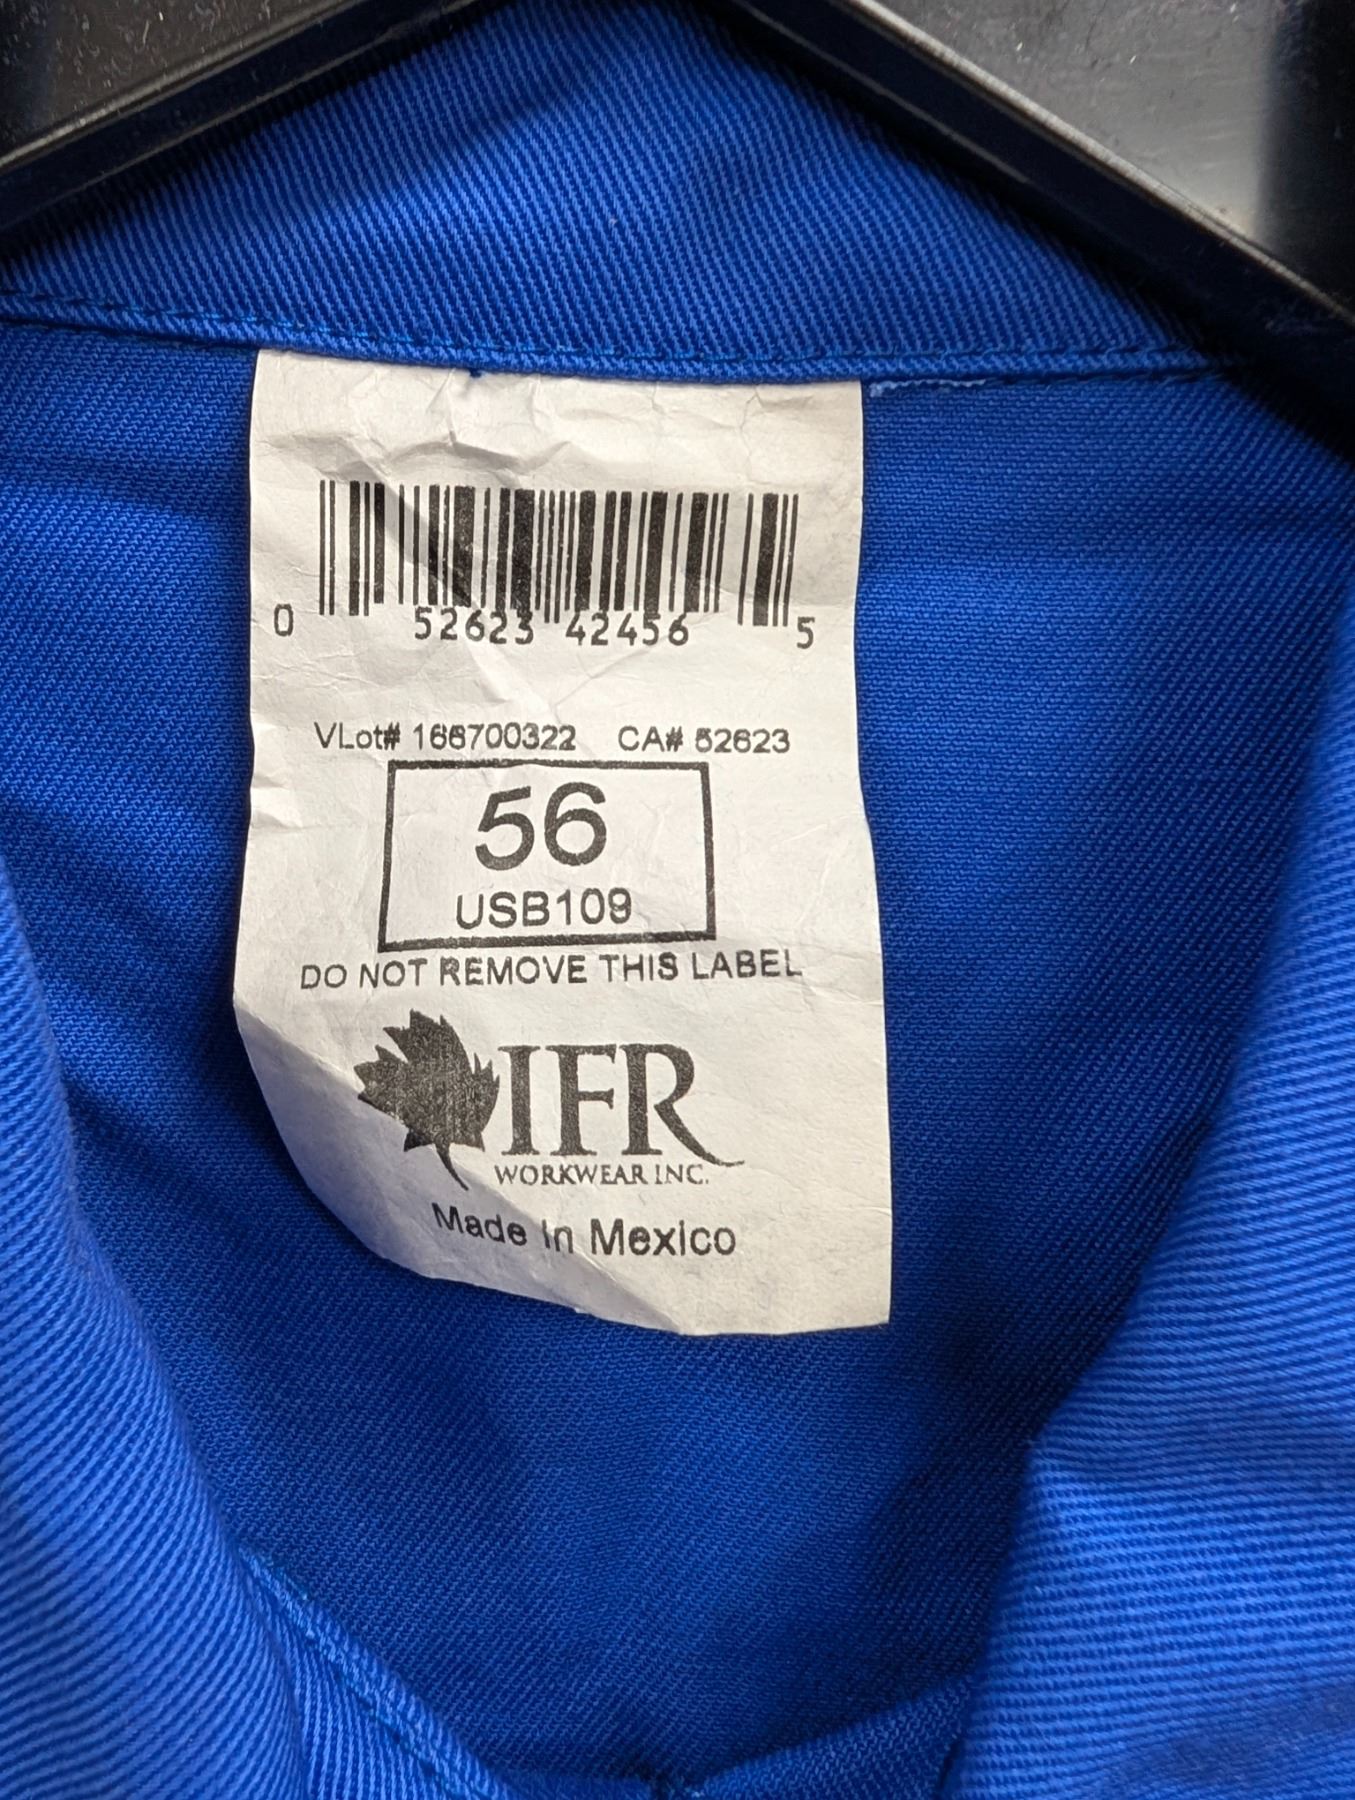 0 52623 42456 5
VLot# 166700322 CA# 52623
56
USB109
DO NOT REMOVE THIS LABEL
IFR
WORKWEAR INC.
Made in Mexico